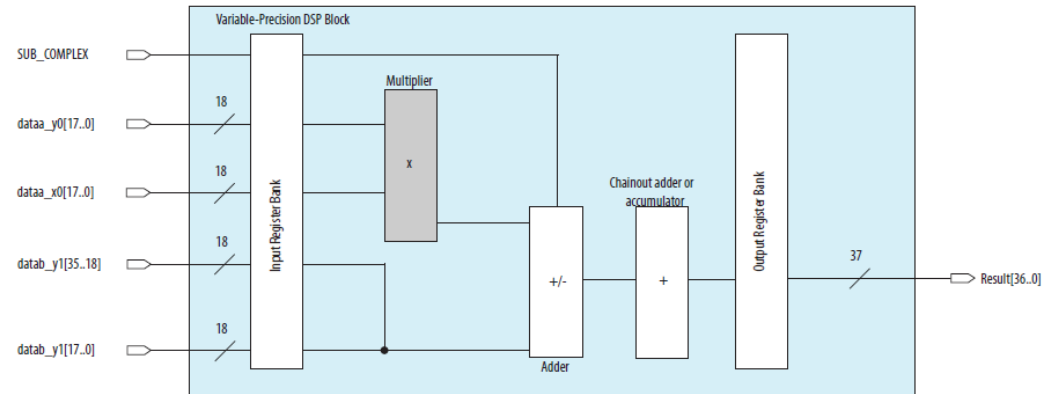 Variable-Precision DSP Block
SUB_COMPLEX
Multiplier
18
dataa_y0[17..0]
x
18
dataa_x0[17..0]
Chainout adder or
accumulator
Input Register Bank
Output Register Bank
18
datab_y1[35..18]
37
+/-
+
Result[36..0]
18
datab_y1[17..0]
Adder